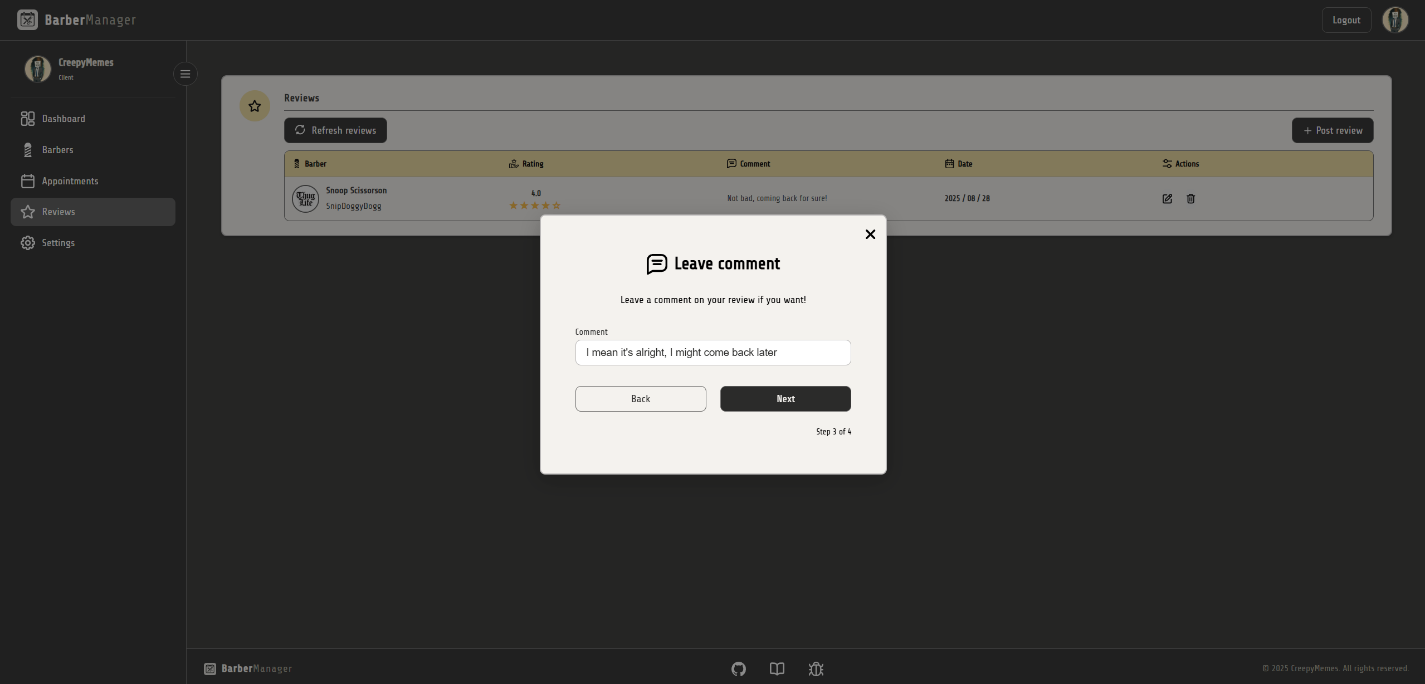 BarberManager
Logout
CreepyMemes
Client
Dashboard
Barbers
Appointments
Reviews
Settings
Reviews
Refresh reviews
Post review
Barber Rating Comment Date Actions
Snoop Scissorson
SnipDoggyDogg
Thug
Life
4.0
Not bad, coming back for sure!
2025 / 08 / 28
Leave comment
Leave a comment on your review if you want!
Comment
I mean it's alright, I might come back later
Back
Next
Step 3 of 4
BarberManager
© 2025 CreepyMemes. All rights reserved.